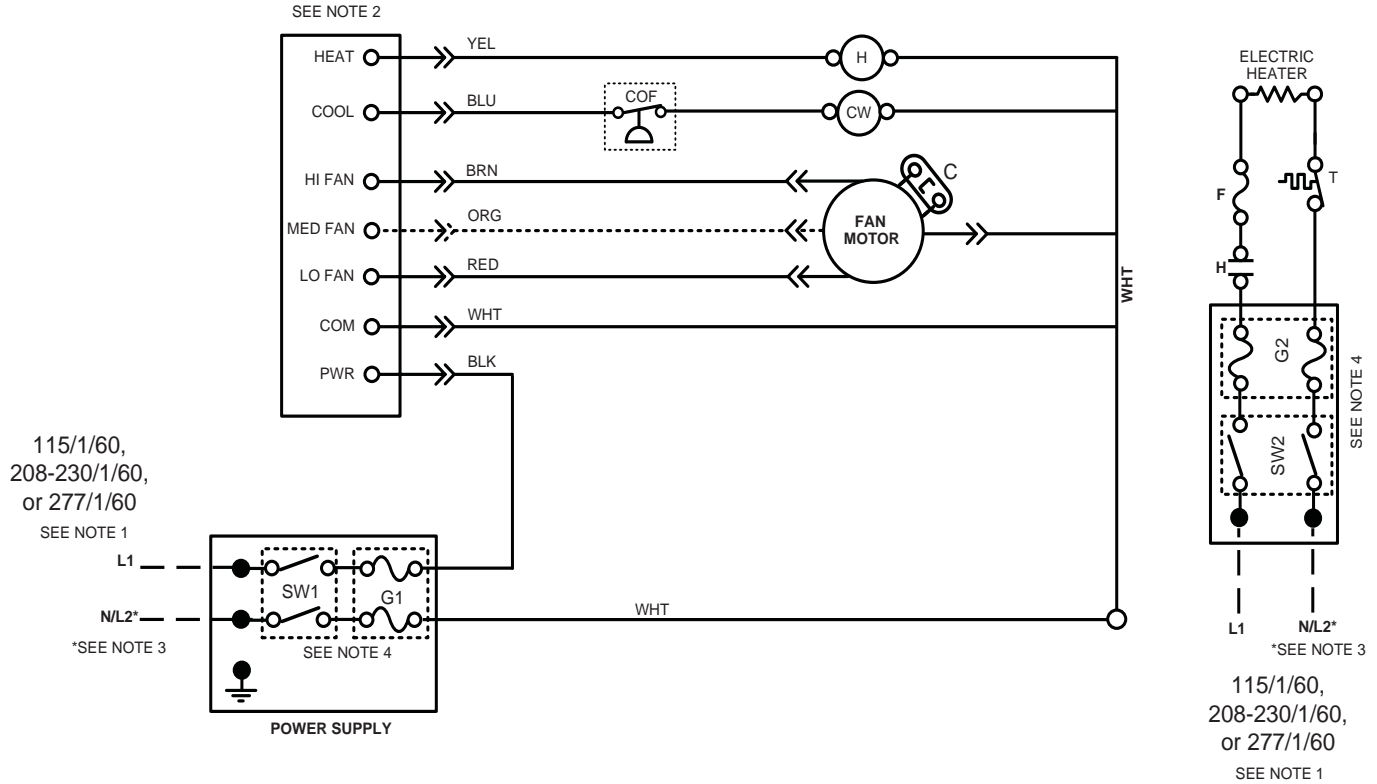 SEE NOTE 2
HEAT
YEL
H
COOL
BLU
COF
CW
HI FAN
BRN
C
MED FAN
ORG
FAN
MOTOR
LO FAN
RED
COM
WHT
PWR
BLK
WHT
115/1/60,
208-230/1/60,
or 277/1/60
SEE NOTE 1
L1
SW1
G1
N/L2*
WHT
*SEE NOTE 3
SEE NOTE 4
POWER SUPPLY
ELECTRIC
HEATER
F
T
H
G2
SW2
SEE NOTE 4
L1
N/L2*
*SEE NOTE 3
115/1/60,
208-230/1/60,
or 277/1/60
SEE NOTE 1